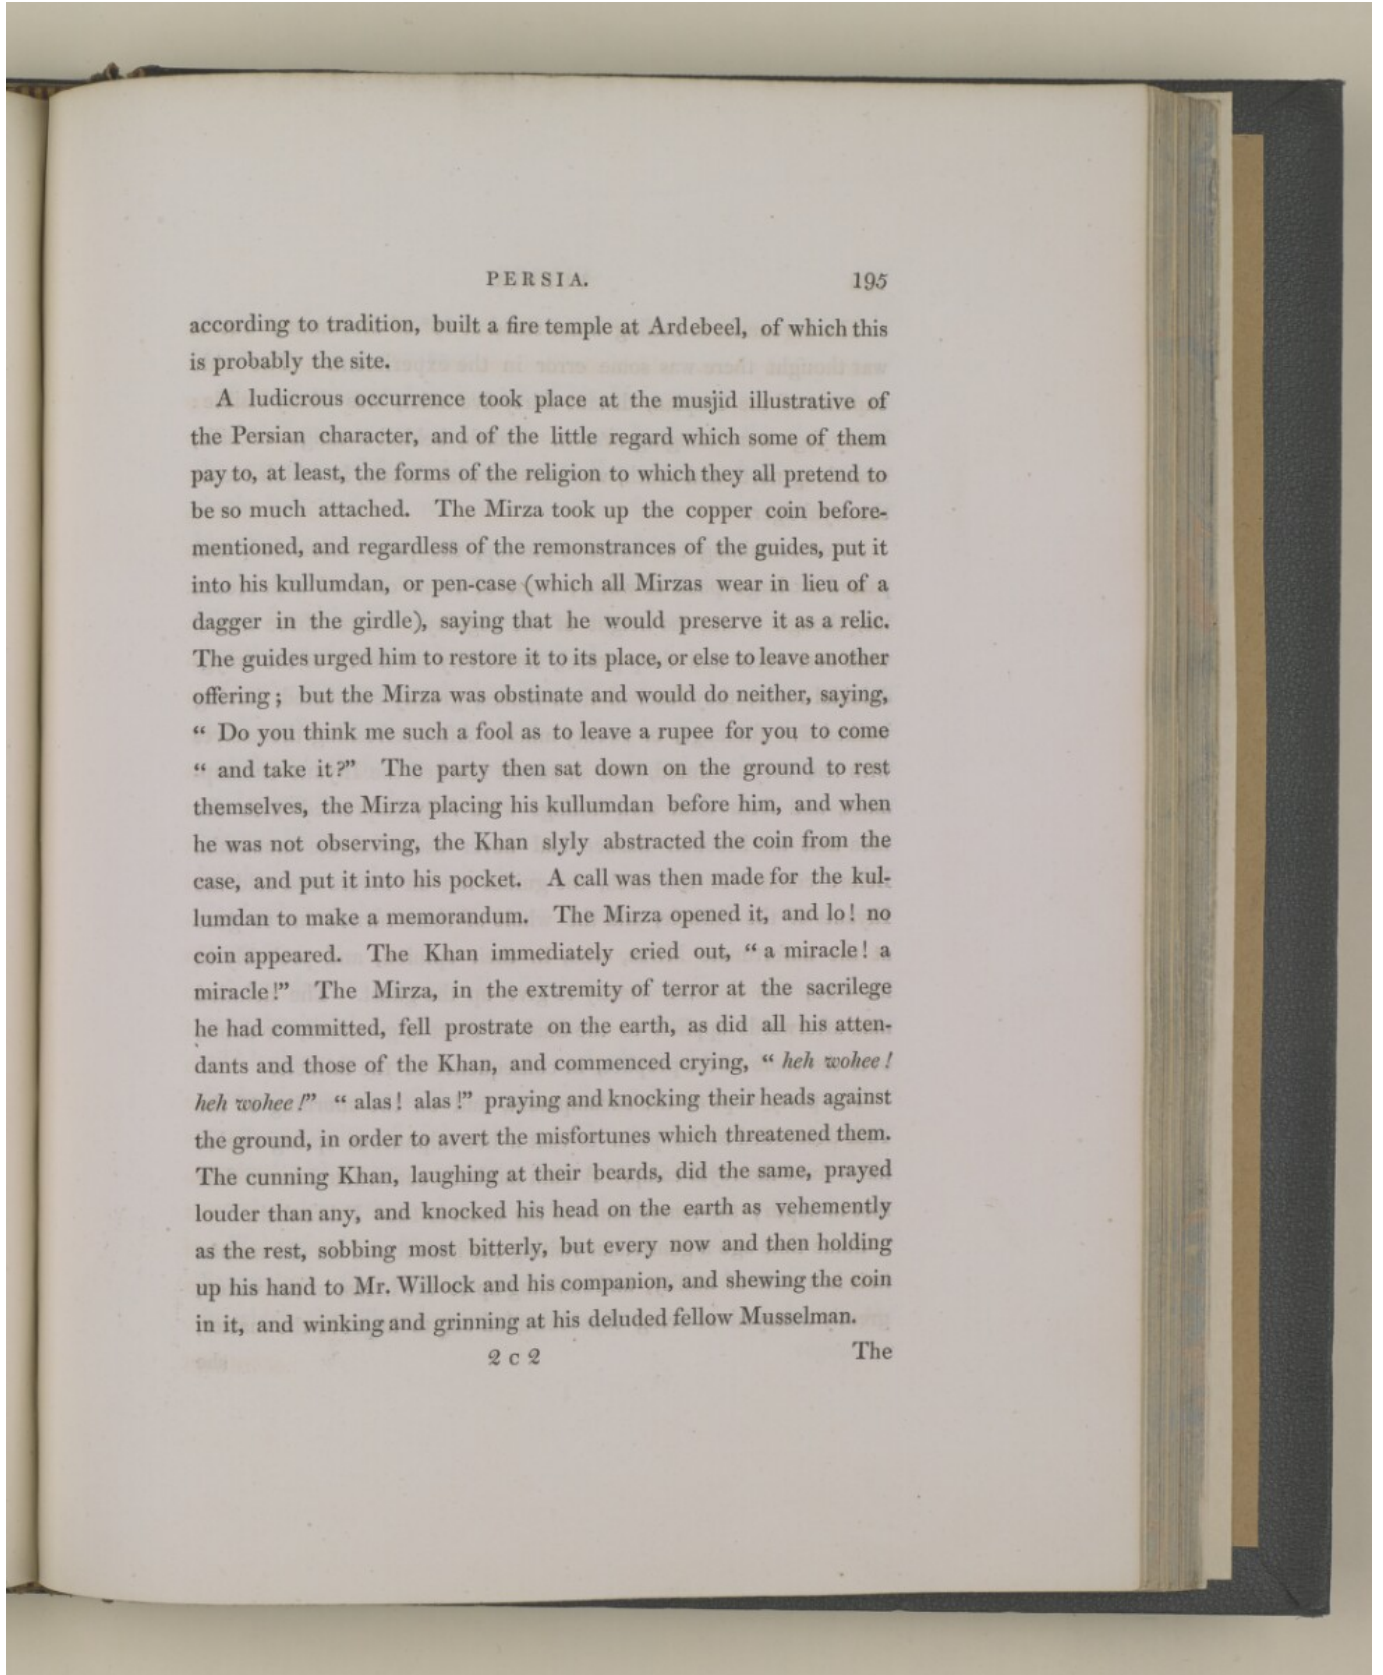 PERSIA. 195
according to tradition, built a fire temple at Ardebeel, of which this
is probably the site.
A ludicrous occurrence took place at the musjid illustrative of
the Persian character, and of the little regard which some of them
pay to, at least, the forms of the religion to which they all pretend to
be so much attached. The Mirza took up the copper coin before-
mentioned, and regardless of the remonstrances of the guides, put it
into his kullumdan, or pen-case (which all Mirzas wear in lieu of a
dagger in the girdle), saying that he would preserve it as a relic.
The guides urged him to restore it to its place, or else to leave another
offering; but the Mirza was obstinate and would do neither, saying,
“ Do you think me such a fool as to leave a rupee for you to come
“ and take it?” The party then sat down on the ground to rest
themselves, the Mirza placing his kullumdan before him, and when
he was not observing, the Khan slyly abstracted the coin from the
case, and put it into his pocket. A call was then made for the kul-
lumdan to make a memorandum. The Mirza opened it, and lo! no
coin appeared. The Khan immediately cried out, “ a miracle! a
miracle!” The Mirza, in the extremity of terror at the sacrilege
he had committed, fell prostrate on the earth, as did all his atten-
dants and those of the Khan, and commenced crying, “ heh wohee!
heh wohee!” “ alas! alas!” praying and knocking their heads against
the ground, in order to avert the misfortunes which threatened them.
The cunning Khan, laughing at their beards, did the same, prayed
louder than any, and knocked his head on the earth as vehemently
as the rest, sobbing most bitterly, but every now and then holding
up his hand to Mr. Willock and his companion, and shewing the coin
in it, and winking and grinning at his deluded fellow Musselman.
2 c 2 The